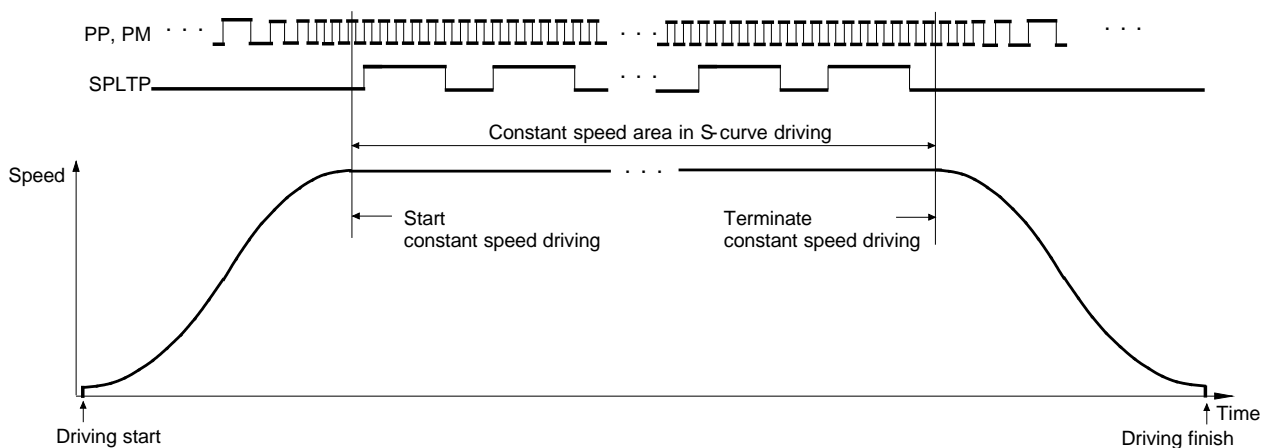 PP, PM
SPLTP
Constant speed area in S-curve driving
Speed
Start
constant speed driving
Terminate
constant speed driving
Time
Driving start
Driving finish